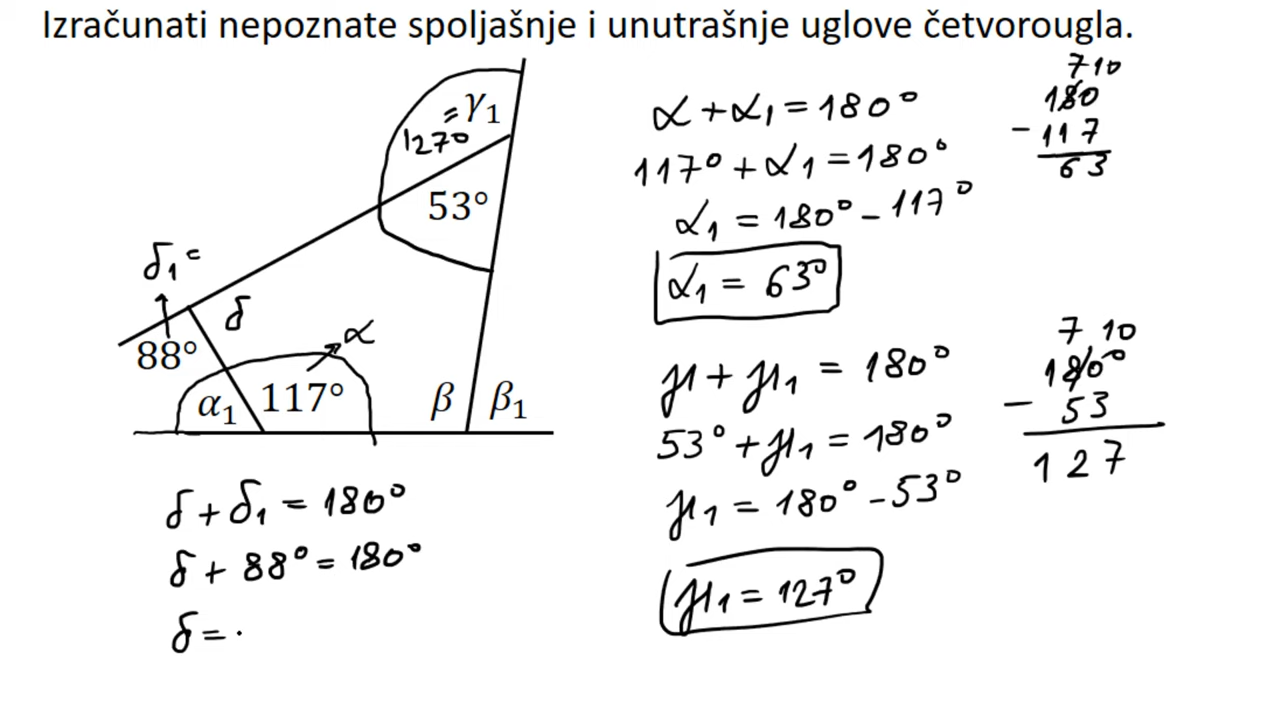 Izračunati nepoznate spoljašnje i unutrašnje uglove četvorougla.
= γ₁
127°
53°
δ₁ =
δ
88°
α
α₁
117°
β
β₁
δ + δ₁ = 180°
δ + 88° = 180°
δ = .
α + α₁ = 180°
117° + α₁ = 180°
α₁ = 180° - 117°
α₁ = 63°
7 10
180
- 117
63
γ + γ₁ = 180°
53° + γ₁ = 180°
γ₁ = 180° - 53°
γ₁ = 127°
7 10
180°
- 53
127